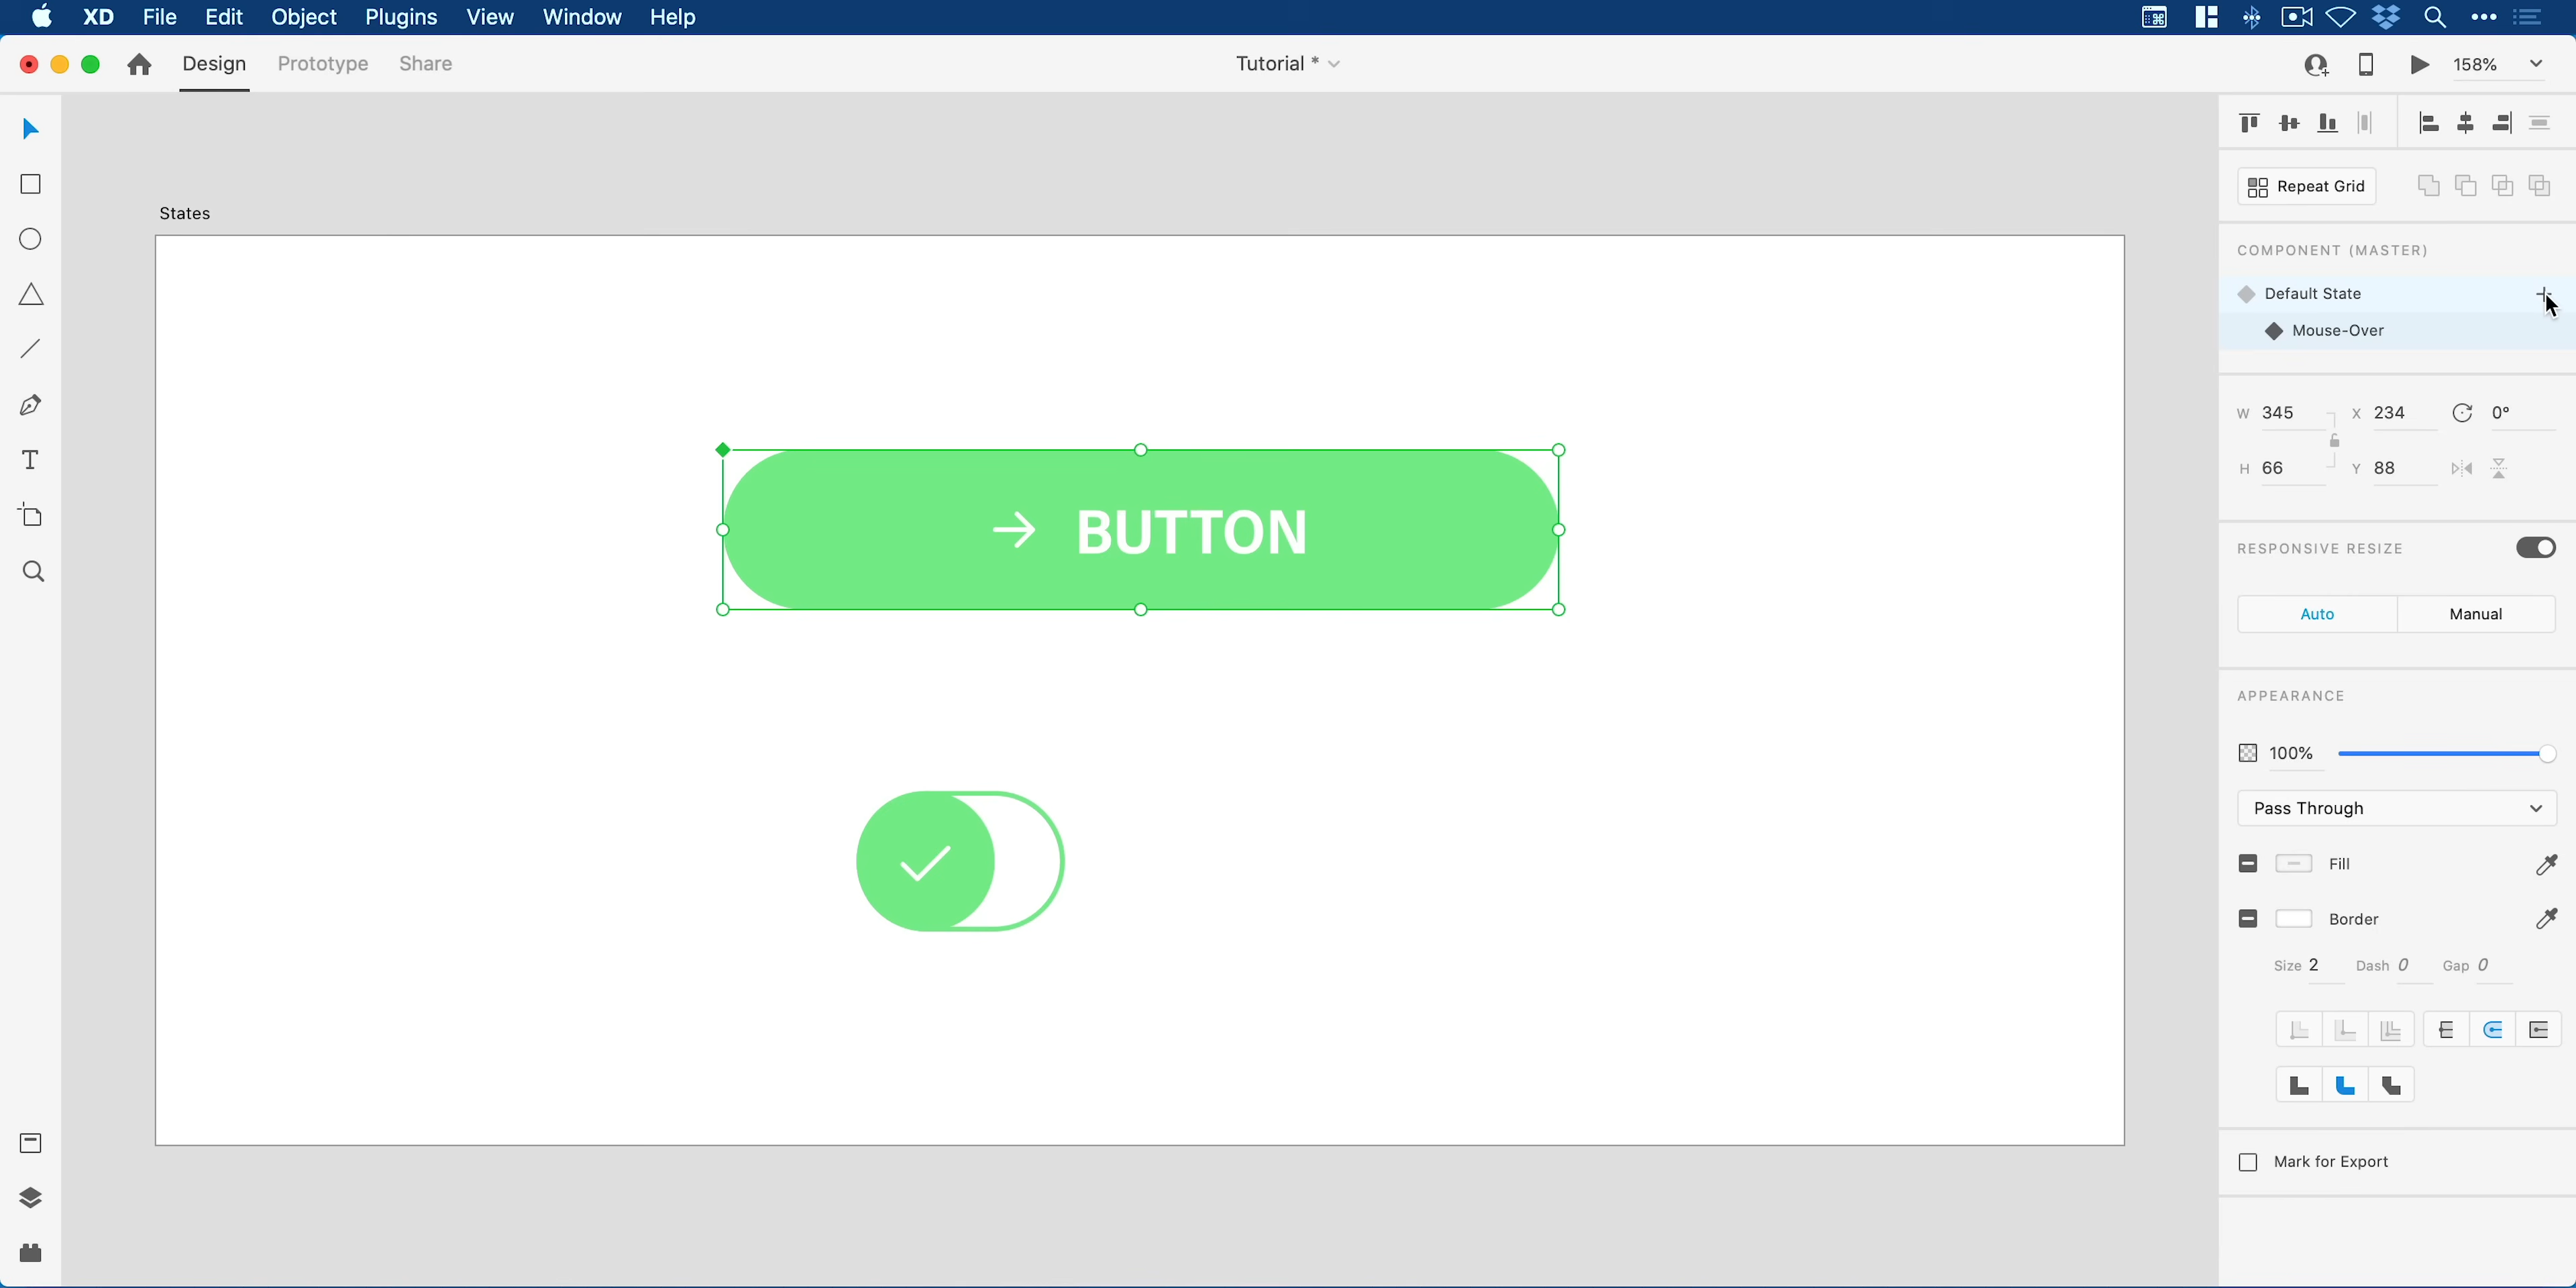 XD File Edit Object Plugins View Window Help
Design Prototype Share
Tutorial *
158%
Repeat Grid
States
COMPONENT (MASTER)
Default State
Mouse-Over
W 345 X 234 0°
H 66 Y 88
BUTTON
RESPONSIVE RESIZE
Auto Manual
APPEARANCE
100%
Pass Through
Fill
Border
Size 2 Dash 0 Gap 0
Mark for Export